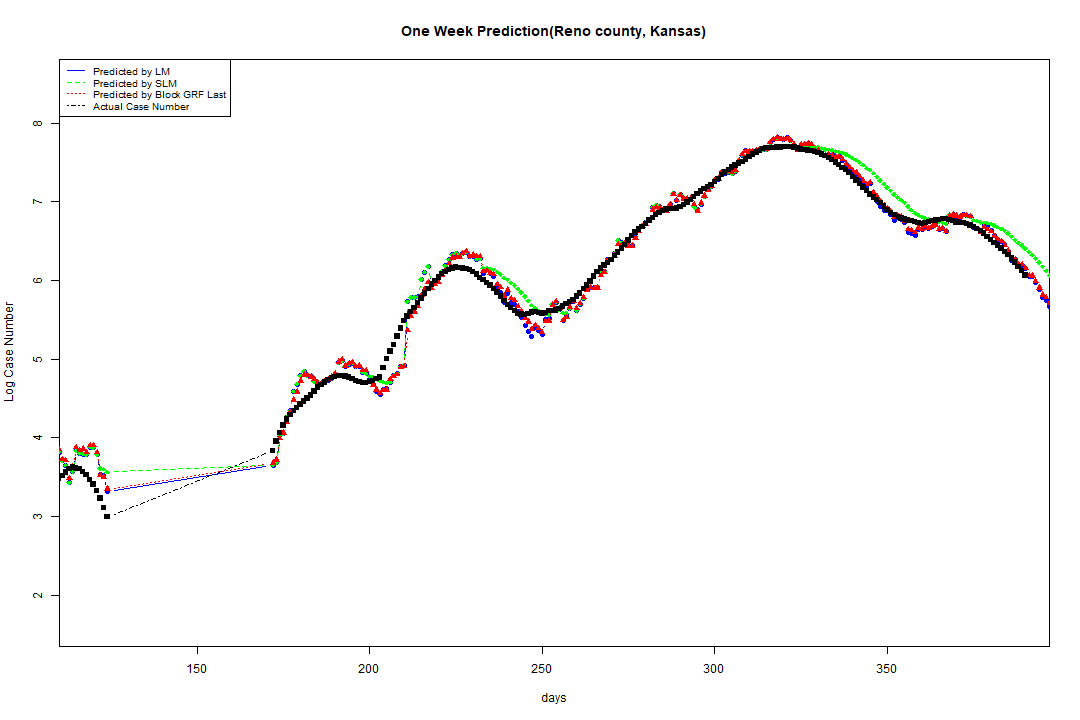 One Week Prediction(Reno county, Kansas)
Predicted by LM
Predicted by SLM
Predicted by Block GRF Last
Actual Case Number
8
7
6
5
4
3
2
Log Case Number
150 200 250 300 350
days